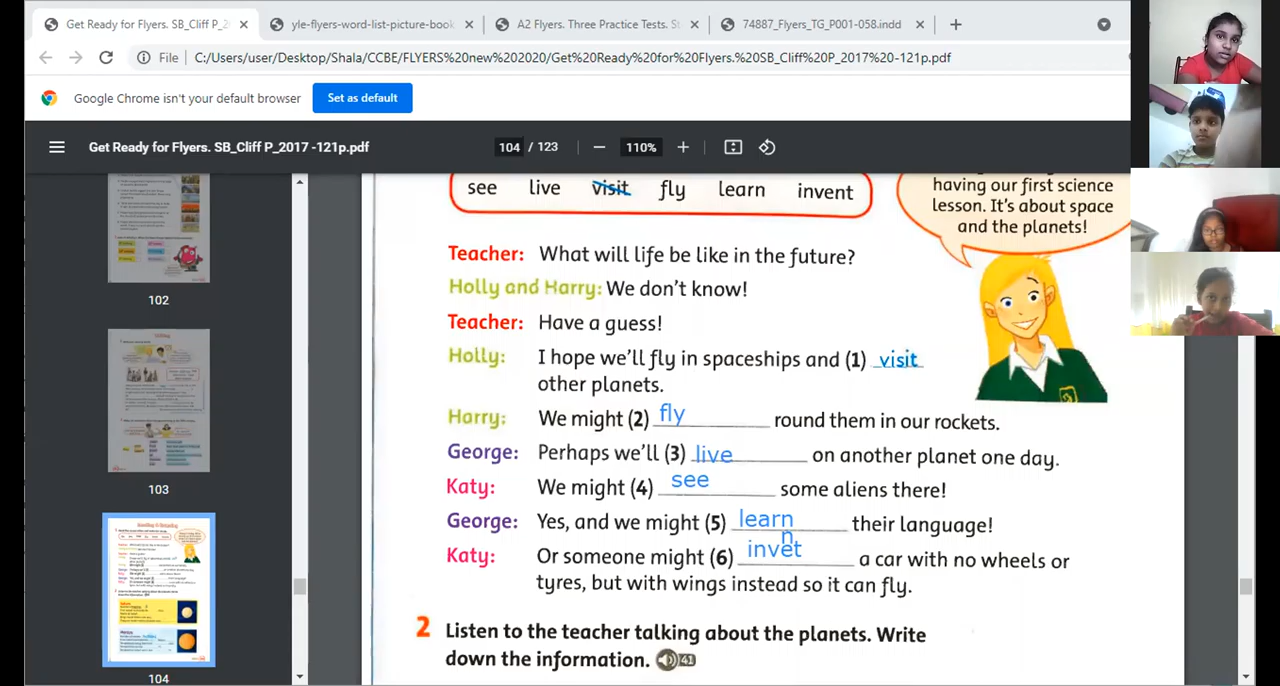 Get Ready for Flyers. SB_Cliff P_2
yle-flyers-word-list-picture-book
A2 Flyers. Three Practice Tests. S
74887_Flyers_TG_P001-058.indd
File C:/Users/user/Desktop/Shala/CCBE/FLYERS%20new%202020/Get%20Ready%20for%20Flyers.%20SB_Cliff%20P_2017%20-121p.pdf
Google Chrome isn't your default browser Set as default
Get Ready for Flyers. SB_Cliff P_2017 -121p.pdf 104 / 123 110%
102
103
104
see live visit fly learn invent
having our first science
lesson. It's about space
and the planets!
Teacher: What will life be like in the future?
Holly and Harry: We don't know!
Teacher: Have a guess!
Holly: I hope we'll fly in spaceships and (1) visit
other planets.
Harry: We might (2) fly round them in our rockets.
George: Perhaps we'll (3) live on another planet one day.
Katy: We might (4) see some aliens there!
George: Yes, and we might (5) learn their language!
n
Katy: Or someone might (6) invet a car with no wheels or
tyres, but with wings instead so it can fly.
2 Listen to the teacher talking about the planets. Write
down the information. 41